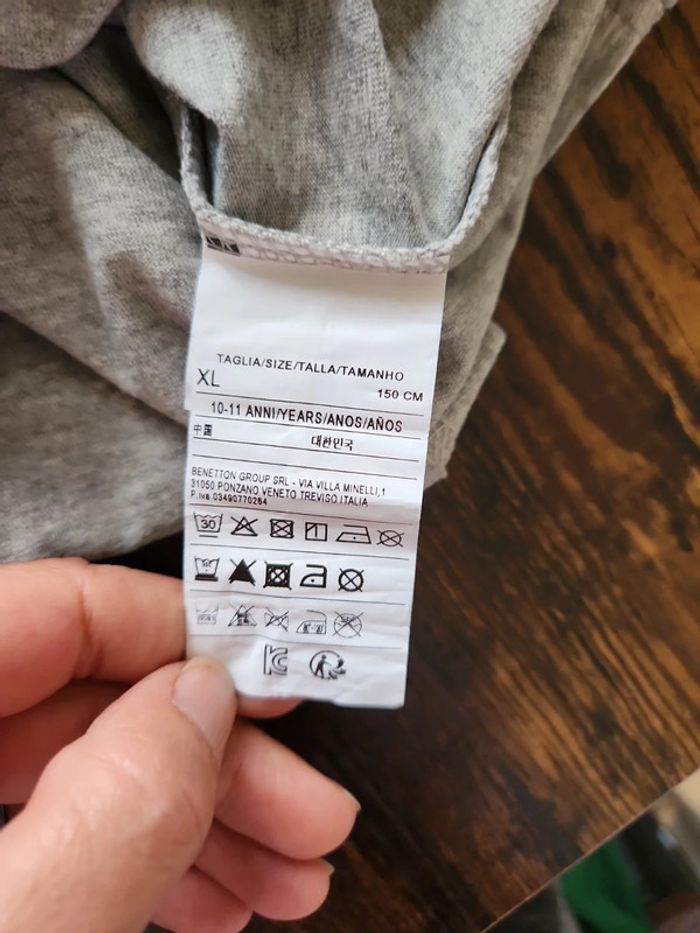 TAGLIA/SIZE/TALLA/TAMANHO
XL
150 CM
10-11 ANNI/YEARS/ANOS/AÑOS
中国 대한민국
BENETTON GROUP SRL - VIA VILLA MINELLI,1
31050 PONZANO VENETO TREVISO ITALIA
P.iva 03490770264
30